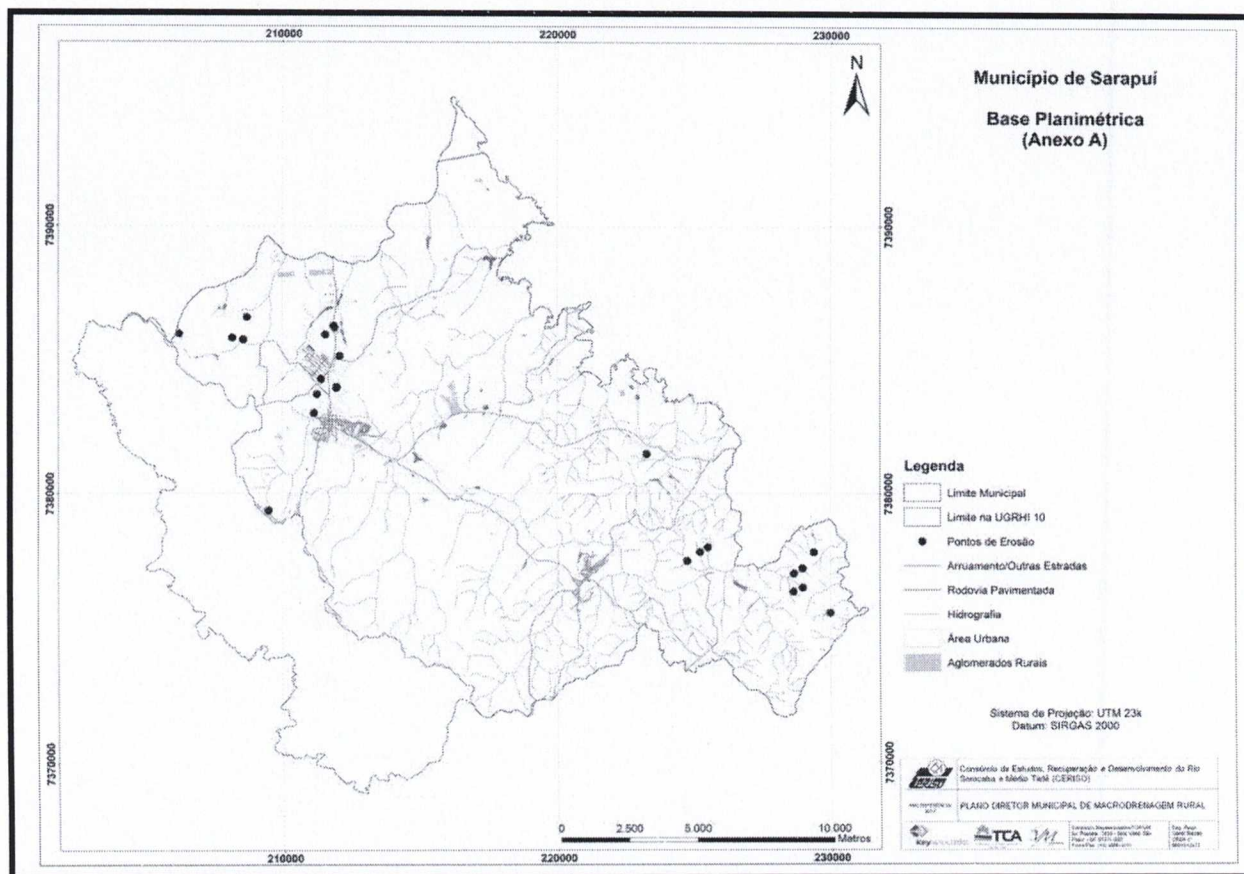 210000 220000 230000
7390000 7390000
7380000 7380000
7370000 7370000
N
0 2.500 5.000 10.000
Metros
210000 220000 230000
Município de Sarapuí
Base Planimétrica
(Anexo A)
Legenda
Limite Municipal
Limite na UGRHI 10
Pontos de Erosão
Arruamento/Outras Estradas
Rodovia Pavimentada
Hidrografia
Área Urbana
Aglomerados Rurais
Sistema de Projeção: UTM 23k
Datum: SIRGAS 2000
CERISO
Consórcio de Estudos, Recuperação e Desenvolvimento do Rio
Sorocaba e Médio Tietê (CERISO)
PLANO DIRETOR MUNICIPAL DE MACRODRENAGEM RURAL
TCA VM